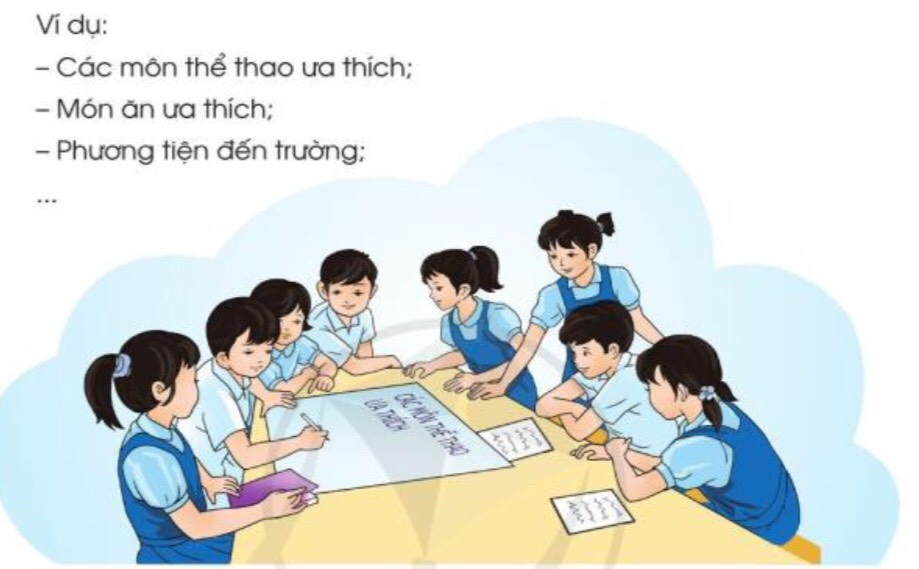 Ví dụ:
– Các môn thể thao ưa thích;
– Món ăn ưa thích;
– Phương tiện đến trường;
...
CÁC MÔN THỂ THAO
ƯA THÍCH